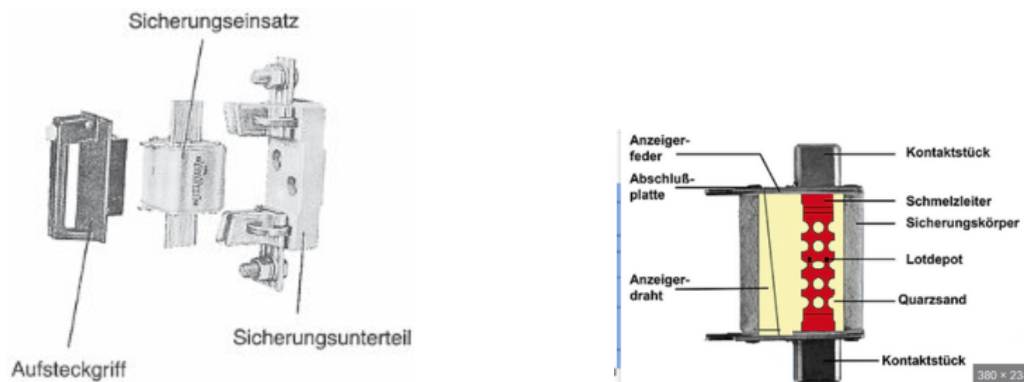 Sicherungseinsatz
Sicherungsunterteil
Aufsteckgriff
Anzeiger-
feder
Abschluß-
platte
Anzeiger-
draht
Kontaktstück
Schmelzleiter
Sicherungskörper
Lotdepot
Quarzsand
Kontaktstück
380 × 23